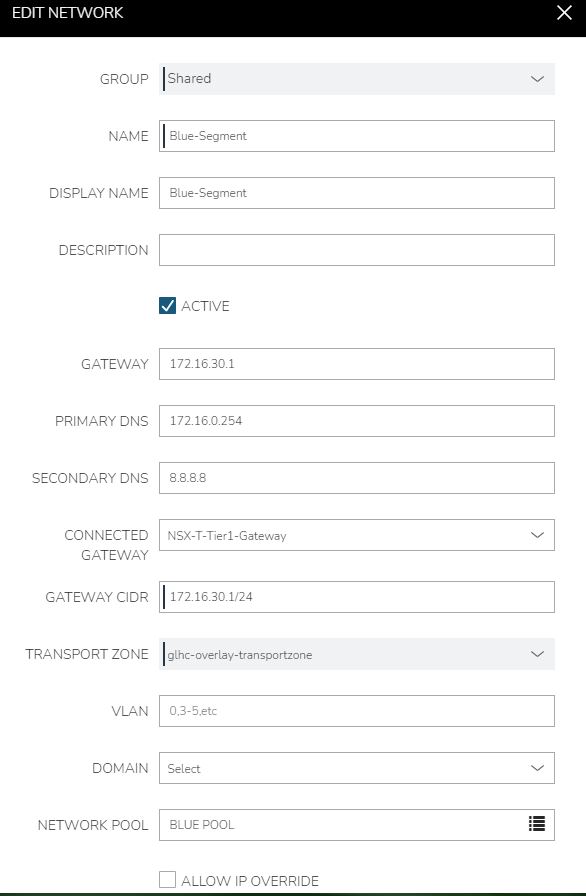 EDIT NETWORK
GROUP Shared
NAME Blue-Segment
DISPLAY NAME Blue-Segment
DESCRIPTION
ACTIVE
GATEWAY 172.16.30.1
PRIMARY DNS 172.16.0.254
SECONDARY DNS 8.8.8.8
CONNECTED GATEWAY NSX-T-Tier1-Gateway
GATEWAY CIDR 172.16.30.1/24
TRANSPORT ZONE glhc-overlay-transportzone
VLAN 0,3-5,etc
DOMAIN Select
NETWORK POOL BLUE POOL
ALLOW IP OVERRIDE